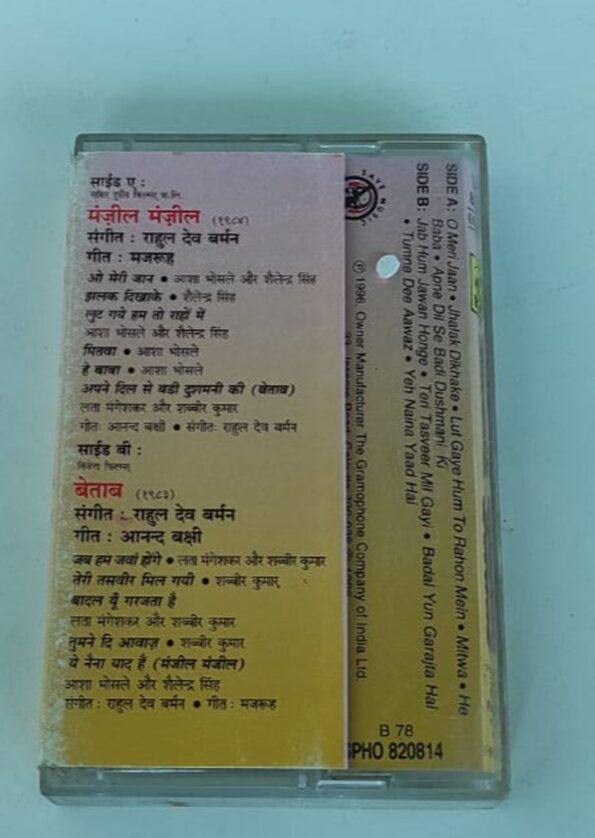 साईड ए :
मंज़ील मंज़ील (१९८४)
संगीत : राहुल देव बर्मन
गीत : मजरूह
ओ मेरी जान • आशा भोसले और शैलेन्द्र सिंह
झलक दिखाके • शैलेन्द्र सिंह
लुट गये हम तो राहों में
आशा भोसले और शैलेन्द्र सिंह
मितवा • आशा भोसले
हे बाबा • आशा भोसले
अपने दिल से बडी दुशमनी की (बेताब)
लता मंगेशकर और शब्बीर कुमार
गीतः आनन्द बक्षी • संगीतः राहुल देव बर्मन
साईड बी :
बेताब (१९८३)
संगीत : राहुल देव बर्मन
गीत : आनन्द बक्षी
जब हम जवां होंगे • लता मंगेशकर और शब्बीर कुमार
तेरी तसवीर मिल गयी • शब्बीर कुमार
बादल यूँ गरजता है
लता मंगेशकर और शब्बीर कुमार
तुमने दि आवाज़ • शब्बीर कुमार
ये नैना याद हैं (मंजील मंजील)
आशा भोसले और शैलेन्द्र सिंह
संगीत : राहुल देव बर्मन • गीत : मजरूह
SIDE A: O Meri Jaan • Jhalak Dikhake • Lut Gaye Hum To Rahon Mein • Mitwa • He
Baba • Apne Dil Se Badi Dushmani Ki
SIDE B: Jab Hum Jawan Honge • Teri Tasveer Mil Gayi • Badal Yun Garajta Hai
• Tumne Dee Aawaz • Yeh Naina Yaad Hai
SAVE MUSIC
℗ 1996 Owner Manufacturer The Gramophone Company of India Ltd.
B 78
SPHO 820814